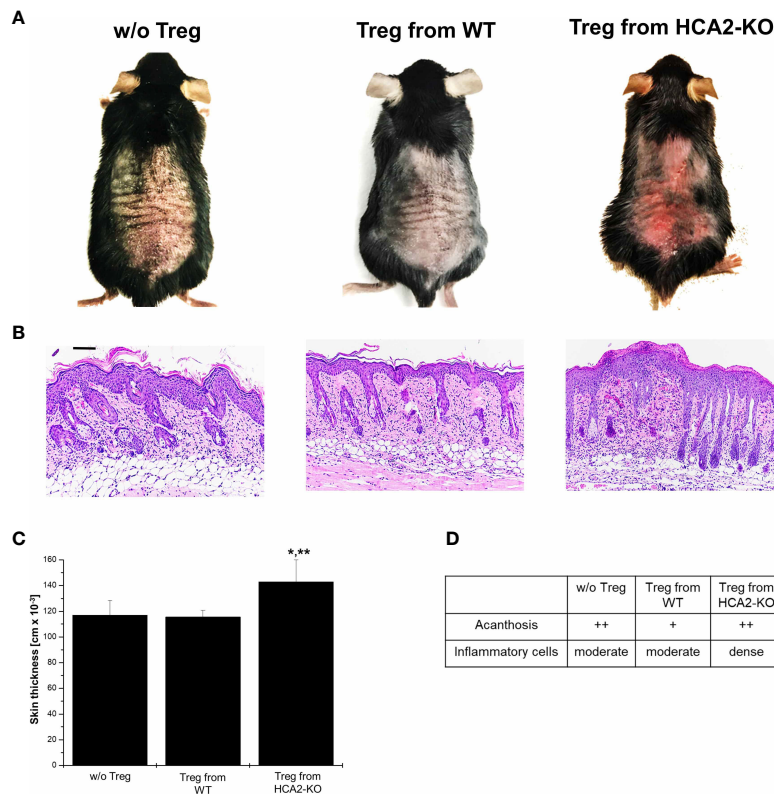 A
w/o Treg
Treg from WT
Treg from HCA2-KO
B
C
*,**
160
140
120
100
80
60
40
20
0
Skin thickness [cm x 10⁻³]
w/o Treg
Treg from
WT
Treg from
HCA2-KO
D
w/o Treg
Treg from
WT
Treg from
HCA2-KO
Acanthosis
++
+
++
Inflammatory cells
moderate
moderate
dense